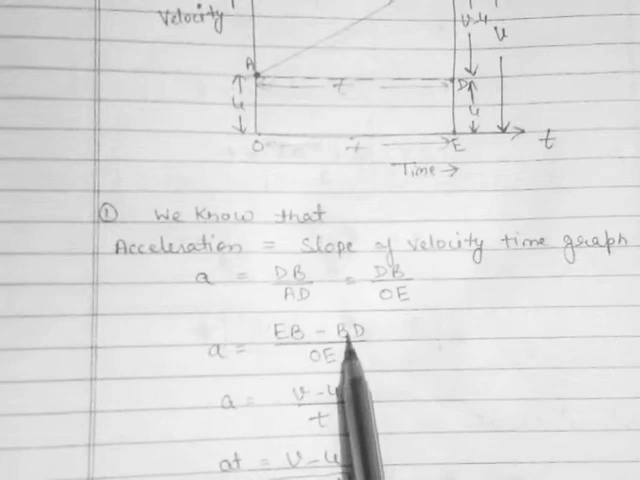 Velocity
v-u
v
A
t
D
u
u
O
t
E
t
Time →
① We Know that
Acceleration = Slope of velocity time graph
a = DB/AD = DB/OE
a = EB - BD/OE
a = v-u/t
at = v-u